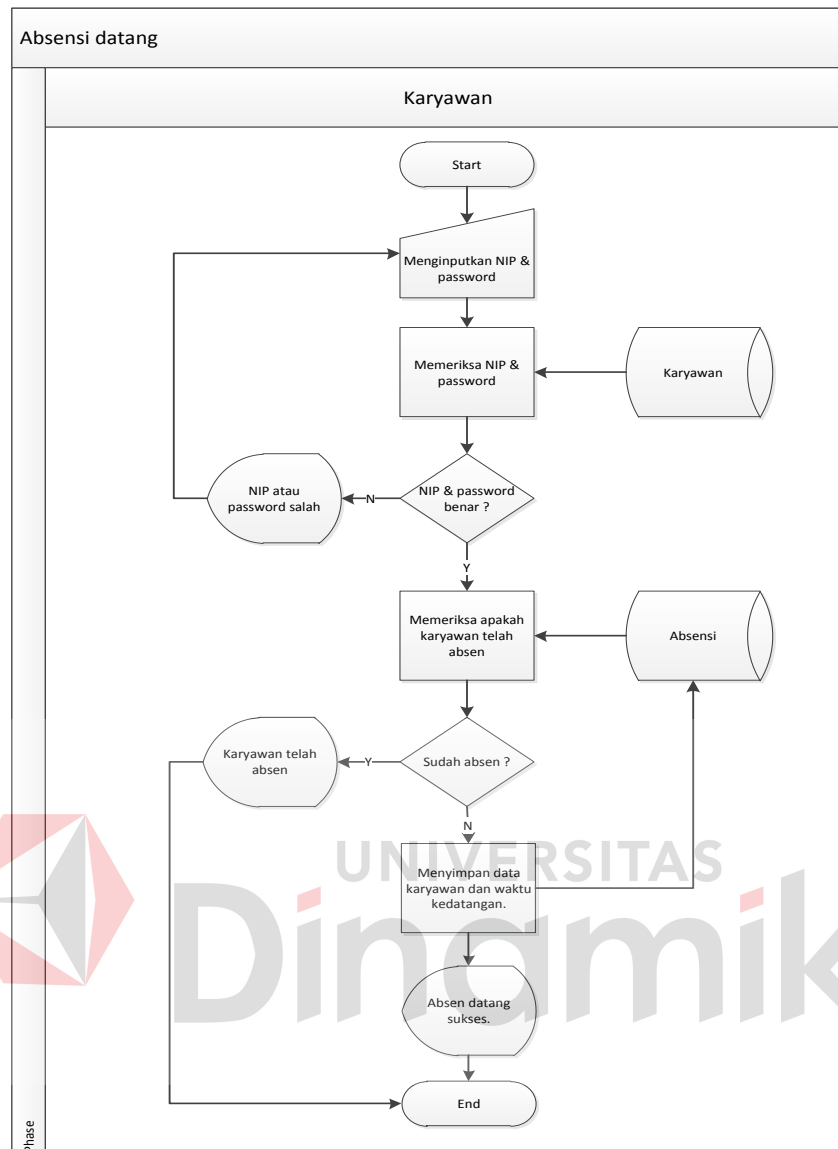 Absensi datang
Karyawan
Start
Menginputkan NIP &
password
Memeriksa NIP &
password
Karyawan
NIP & password
benar ?
N
NIP atau
password salah
Y
Memeriksa apakah
karyawan telah
absen
Absensi
Sudah absen ?
Y
Karyawan telah
absen
N
Menyimpan data
karyawan dan waktu
kedatangan.
Absen datang
sukses.
End
Phase
UNIVERSITAS
Dinamik